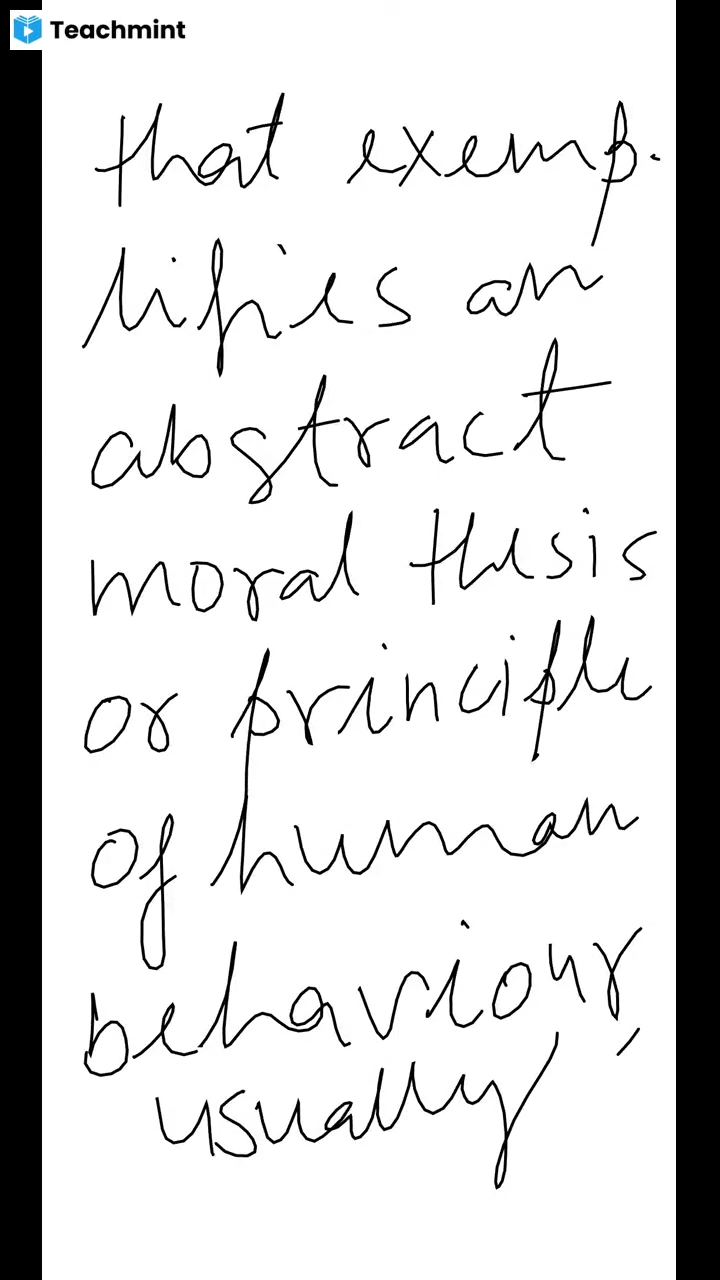 Teachmint
that exemp-
lifies an
abstract
moral thesis
or principle
of human
behaviour,
usually